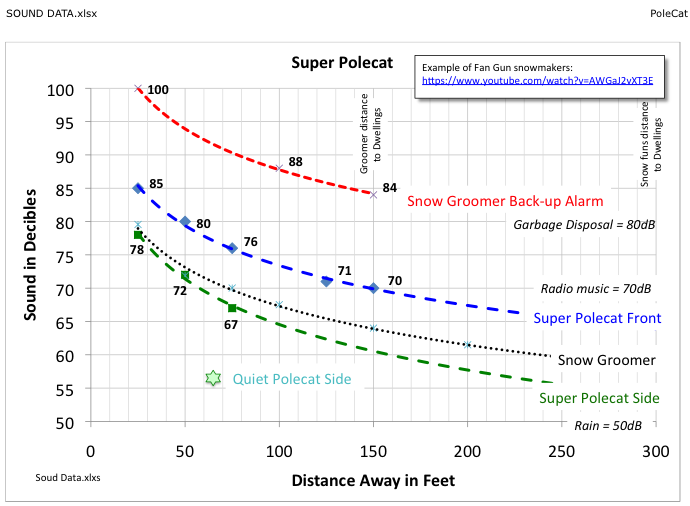 SOUND DATA.xlsx
PoleCat
Super Polecat
Example of Fan Gun snowmakers:
https://www.youtube.com/watch?v=AWGaJ2vXT3E
Sound in Decibles
100
95
90
85
80
75
70
65
60
55
50
100
88
84
85
80
76
71
70
78
72
67
Groomer distance
to Dwellings
Snow funs distance
to Dwellings
Snow Groomer Back-up Alarm
Garbage Disposal = 80dB
Radio music = 70dB
Super Polecat Front
Snow Groomer
Quiet Polecat Side
Super Polecat Side
Rain = 50dB
0
50
100
150
200
250
300
Soud Data.xlxs
Distance Away in Feet